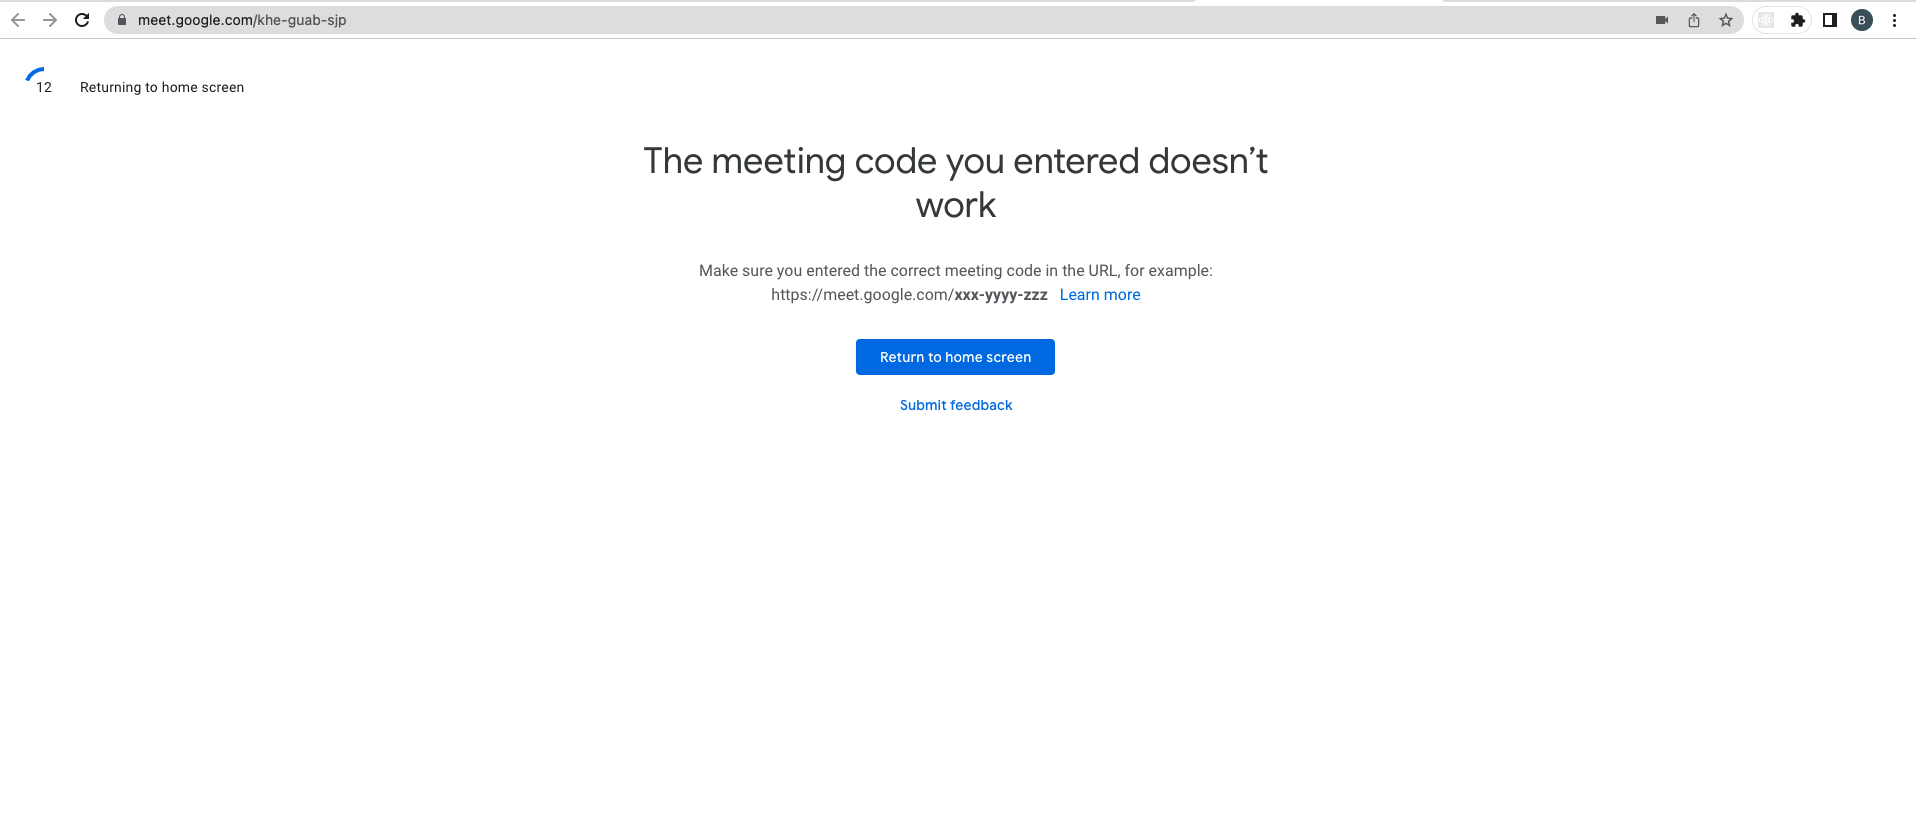 meet.google.com/khe-guab-sjp
B
12
Returning to home screen
The meeting code you entered doesn’t
work
Make sure you entered the correct meeting code in the URL, for example:
https://meet.google.com/xxx-yyyy-zzz Learn more
Return to home screen
Submit feedback